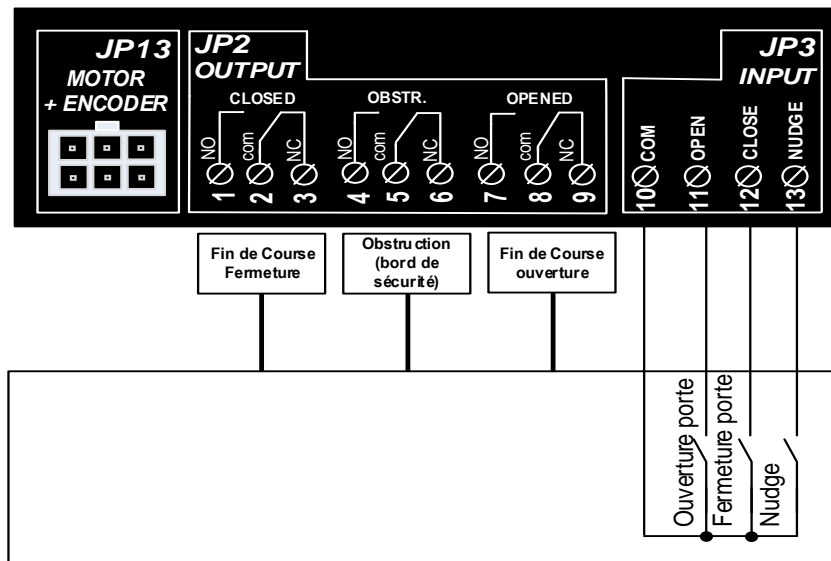 JP13
MOTOR
+ ENCODER
JP2
OUTPUT
CLOSED
OBSTR.
OPENED
NO
com
NC
NO
com
NC
NO
com
NC
1
2
3
4
5
6
7
8
9
JP3
INPUT
10 COM
11 OPEN
12 CLOSE
13 NUDGE
Fin de Course
Fermeture
Obstruction
(bord de
sécurité)
Fin de Course
ouverture
Ouverture porte
Fermeture porte
Nudge